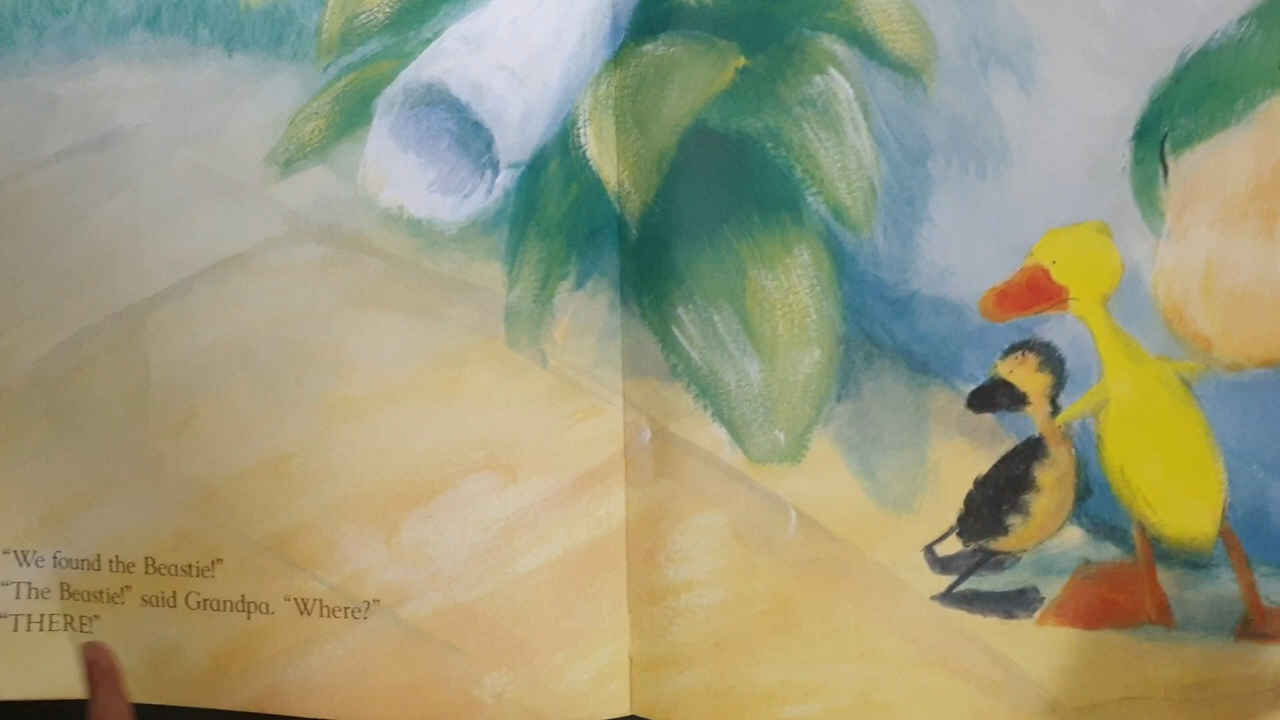 “We found the Beastie!”
“The Beastie!” said Grandpa. “Where?”
“THERE!”